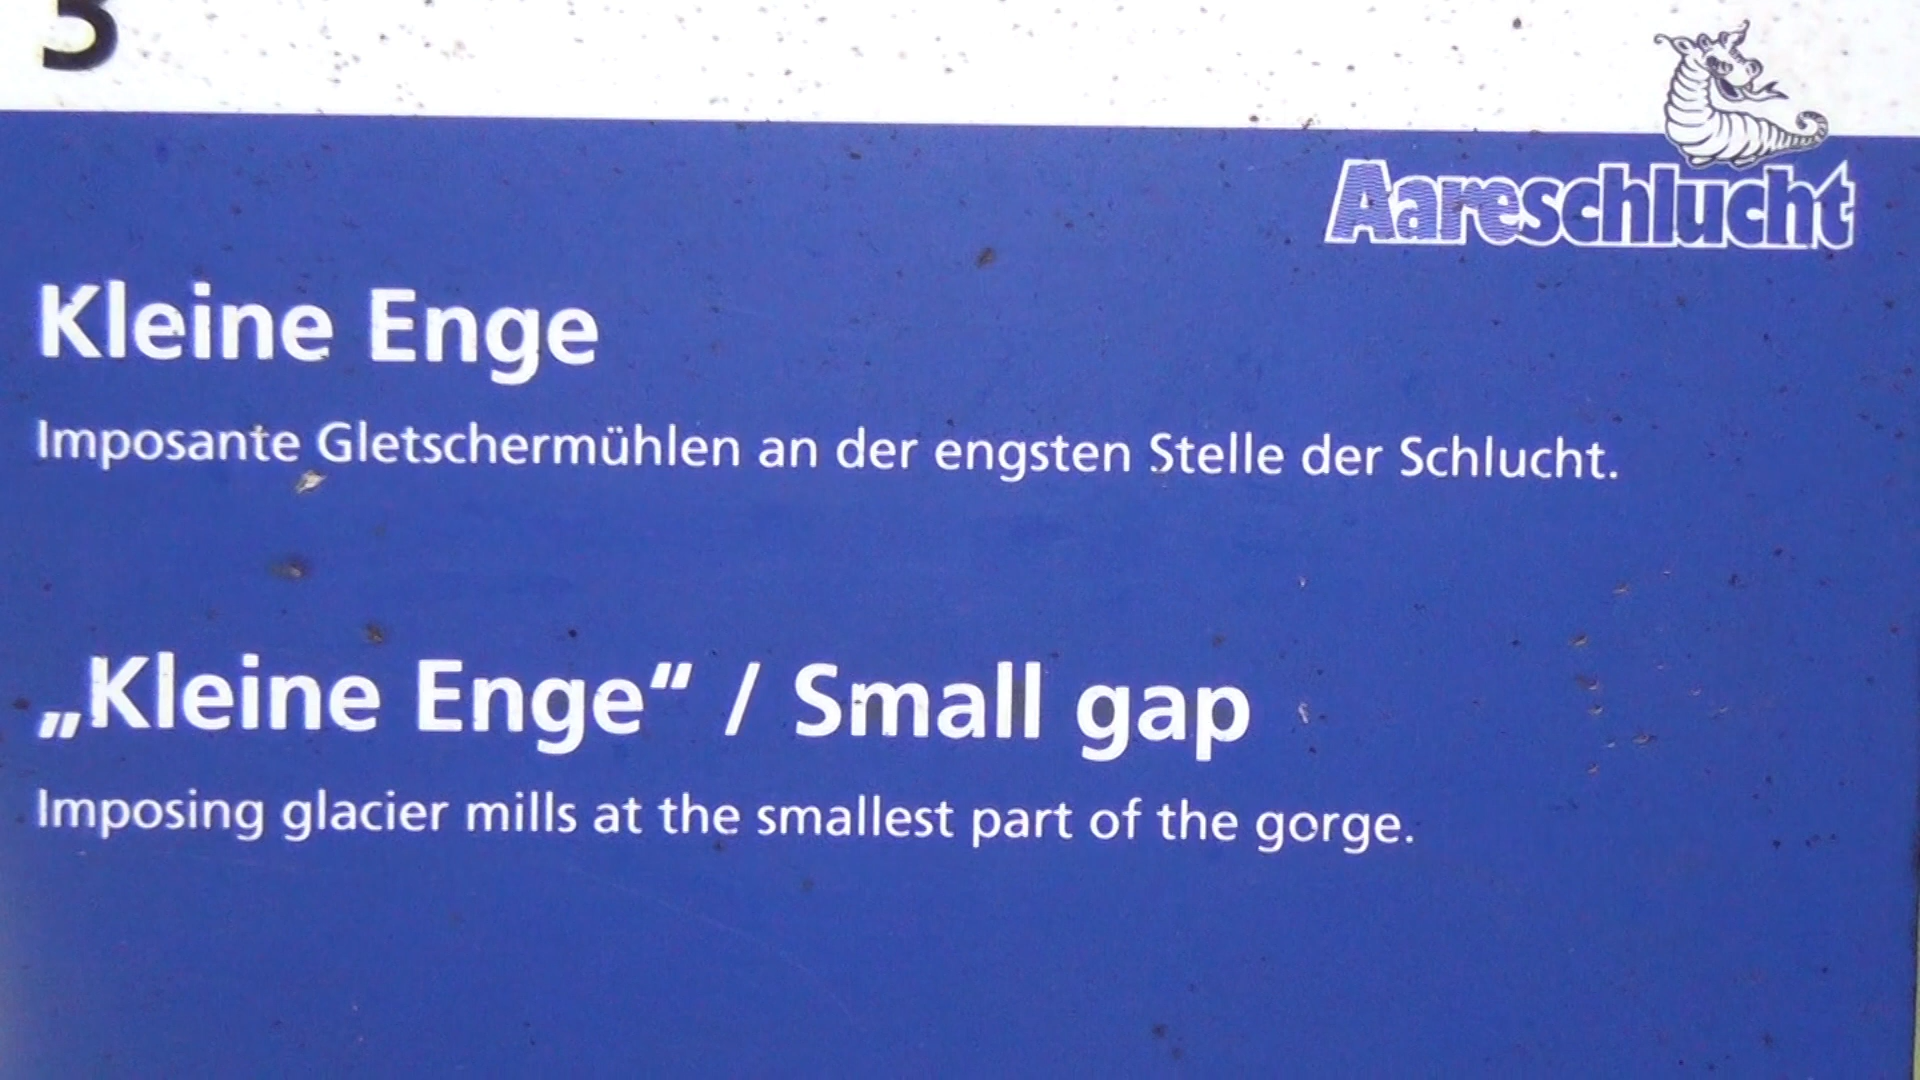 Aareschlucht
Kleine Enge
Imposante Gletschermühlen an der engsten Stelle der Schlucht.
„Kleine Enge“ / Small gap
Imposing glacier mills at the smallest part of the gorge.